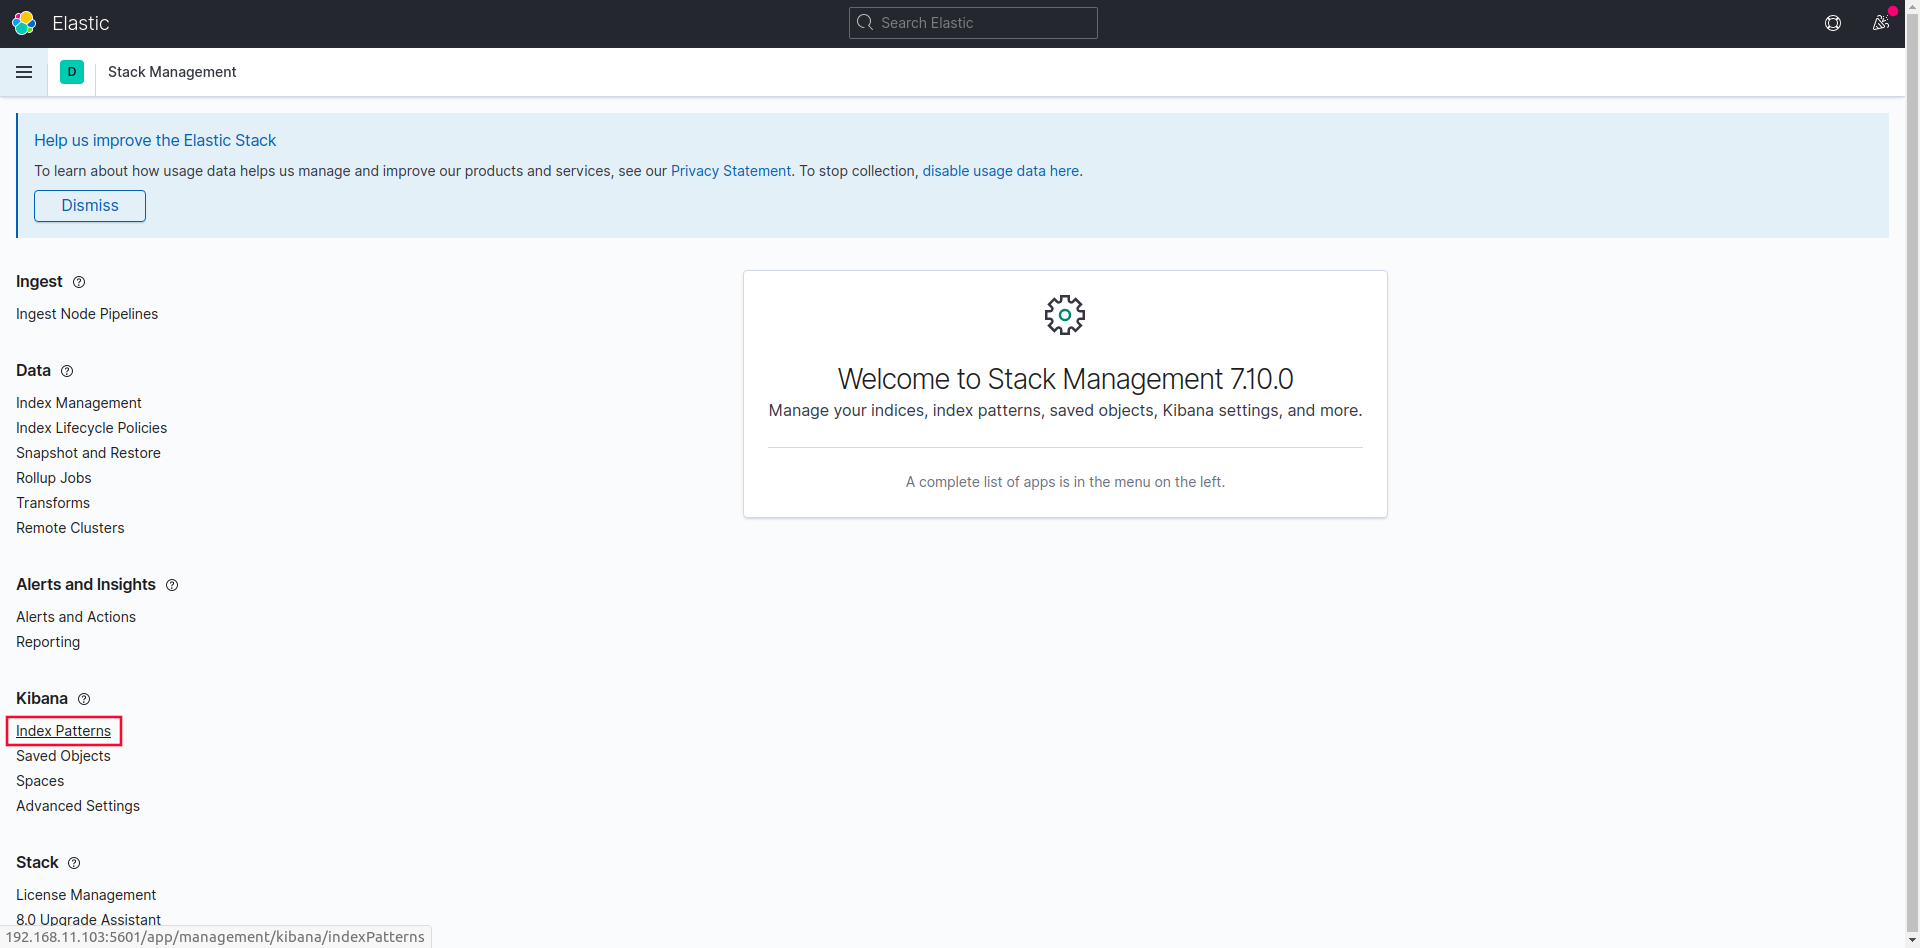 Elastic
Search Elastic
D
Stack Management
Help us improve the Elastic Stack
To learn about how usage data helps us manage and improve our products and services, see our Privacy Statement. To stop collection, disable usage data here.
Dismiss
Ingest
Ingest Node Pipelines
Data
Index Management
Index Lifecycle Policies
Snapshot and Restore
Rollup Jobs
Transforms
Remote Clusters
Alerts and Insights
Alerts and Actions
Reporting
Kibana
Index Patterns
Saved Objects
Spaces
Advanced Settings
Stack
License Management
8.0 Upgrade Assistant
192.168.11.103:5601/app/management/kibana/indexPatterns
Welcome to Stack Management 7.10.0
Manage your indices, index patterns, saved objects, Kibana settings, and more.
A complete list of apps is in the menu on the left.